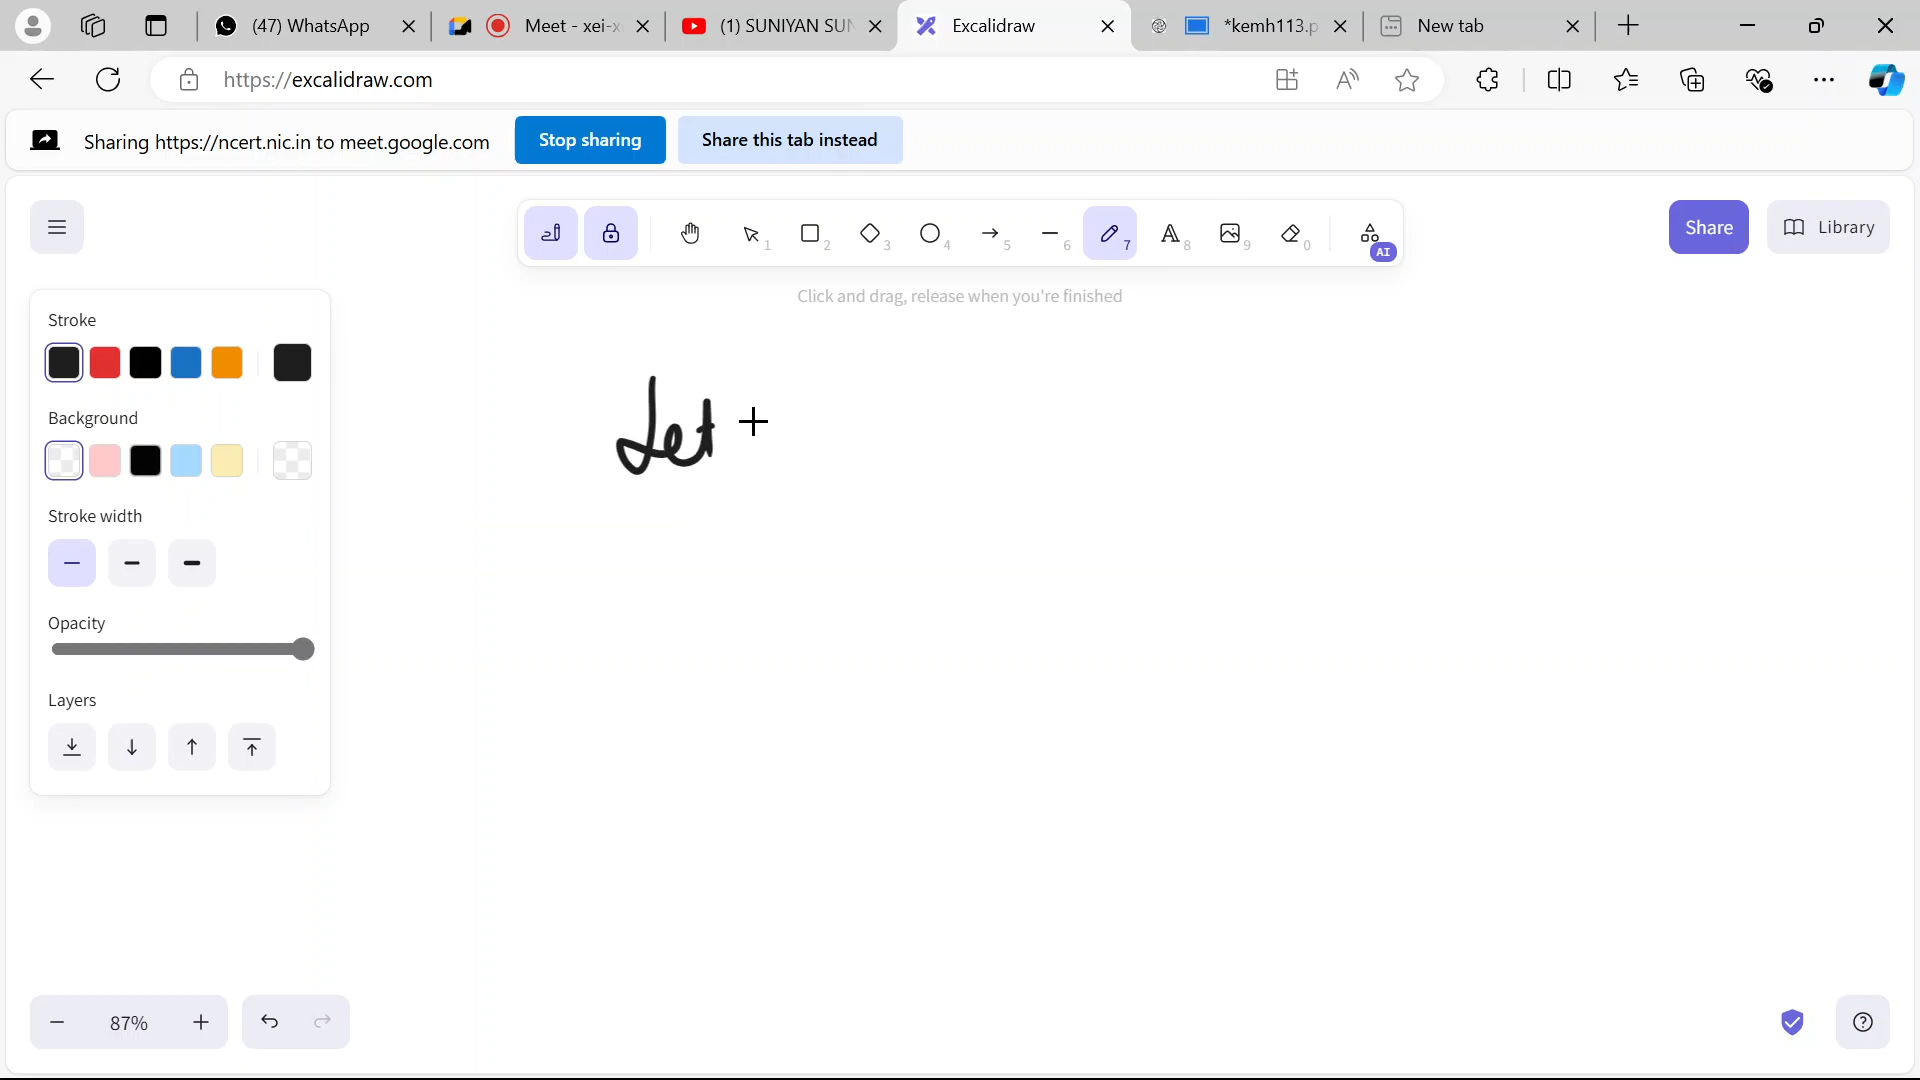 (47) WhatsApp
Meet - xei-x
(1) SUNIYAN SUN
Excalidraw
*kemh113.p
New tab
https://excalidraw.com
Sharing https://ncert.nic.in to meet.google.com
Stop sharing
Share this tab instead
1 2 3 4 5 6 7 8 9 0 AI
Share
Library
Click and drag, release when you're finished
Stroke
Background
Stroke width
Opacity
Layers
Let
87%